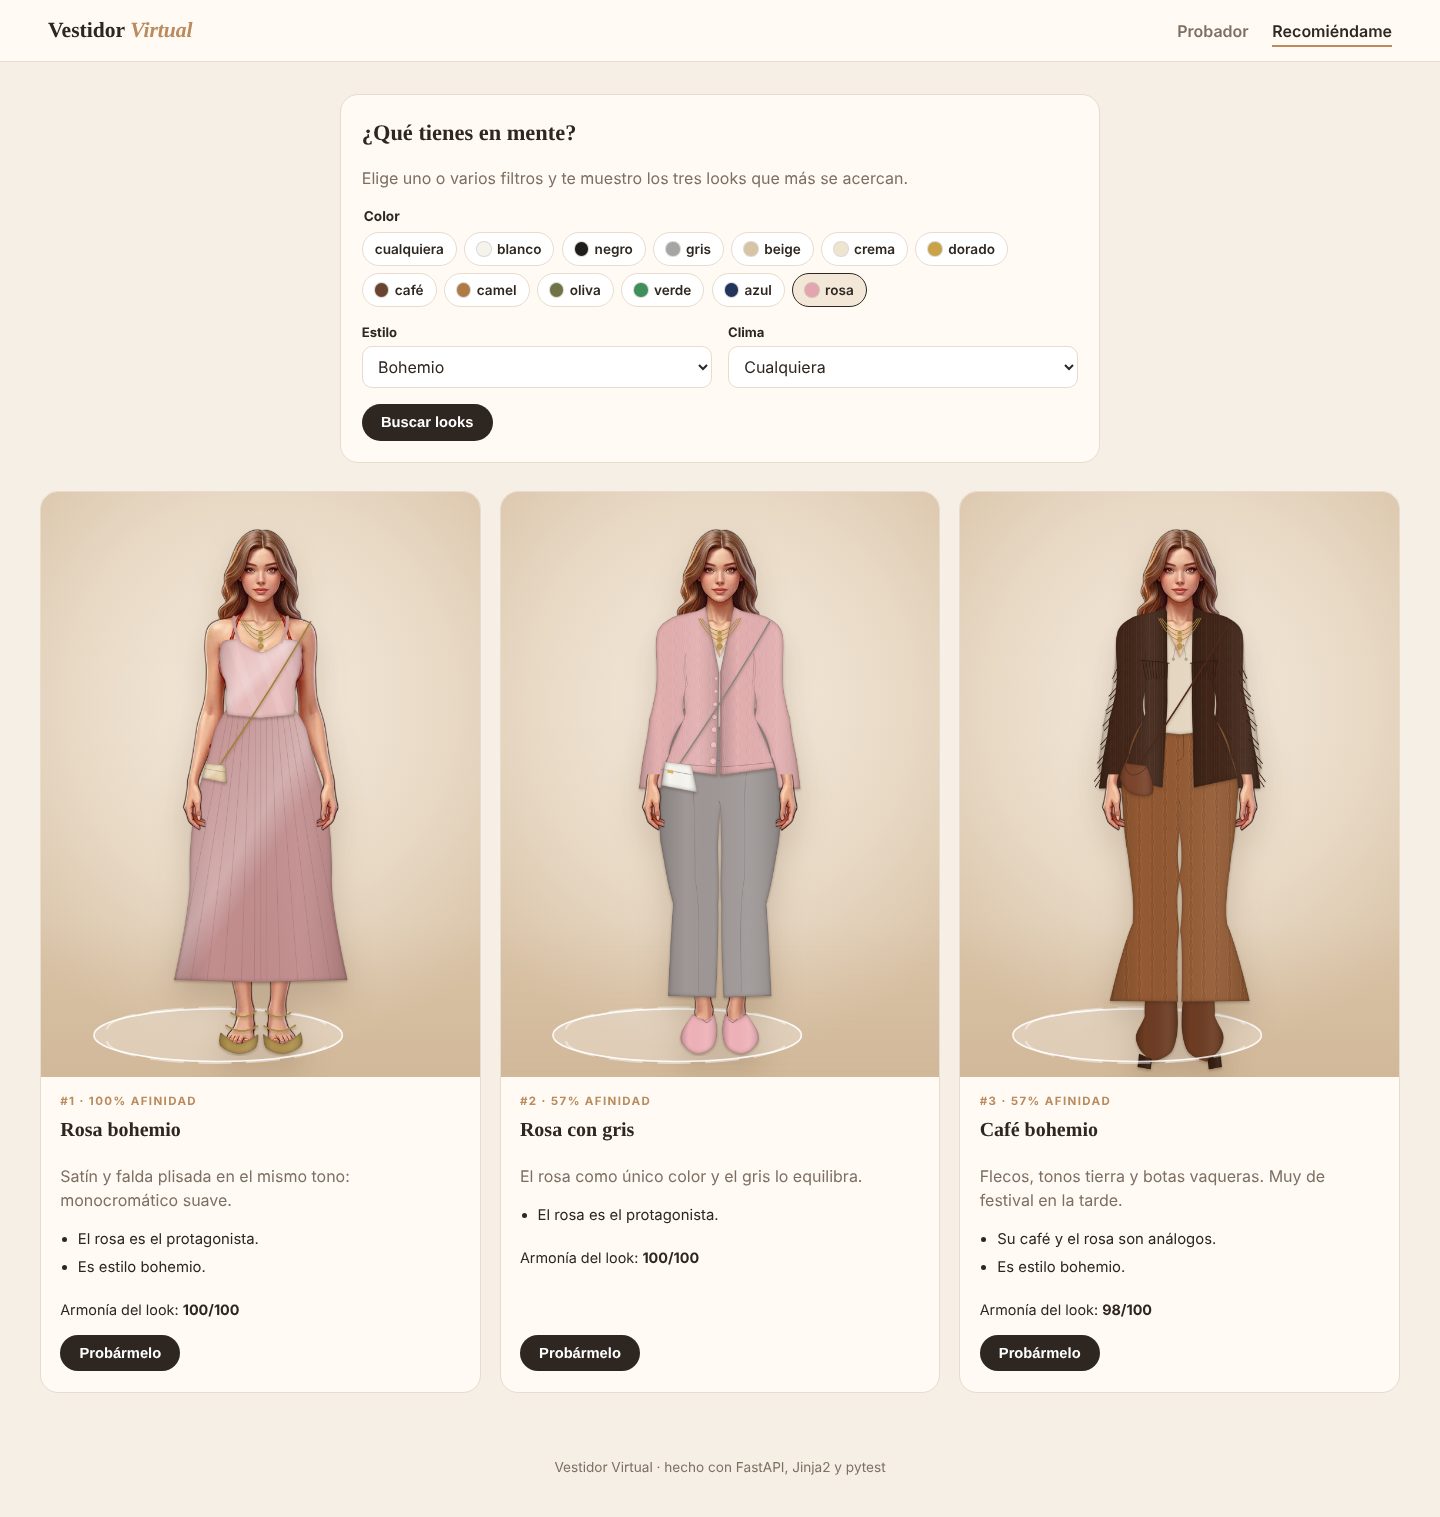 Vestidor Virtual
Probador
Recomiéndame
¿Qué tienes en mente?
Elige uno o varios filtros y te muestro los tres looks que más se acercan.
Color
cualquiera blanco negro gris beige crema dorado
café camel oliva verde azul rosa
Estilo
Clima
Bohemio
Cualquiera
Buscar looks
#1 · 100% AFINIDAD
Rosa bohemio
Satín y falda plisada en el mismo tono:
monocromático suave.
El rosa es el protagonista.
Es estilo bohemio.
Armonía del look: 100/100
Probármelo
#2 · 57% AFINIDAD
Rosa con gris
El rosa como único color y el gris lo equilibra.
El rosa es el protagonista.
Armonía del look: 100/100
Probármelo
#3 · 57% AFINIDAD
Café bohemio
Flecos, tonos tierra y botas vaqueras. Muy de
festival en la tarde.
Su café y el rosa son análogos.
Es estilo bohemio.
Armonía del look: 98/100
Probármelo
Vestidor Virtual · hecho con FastAPI, Jinja2 y pytest